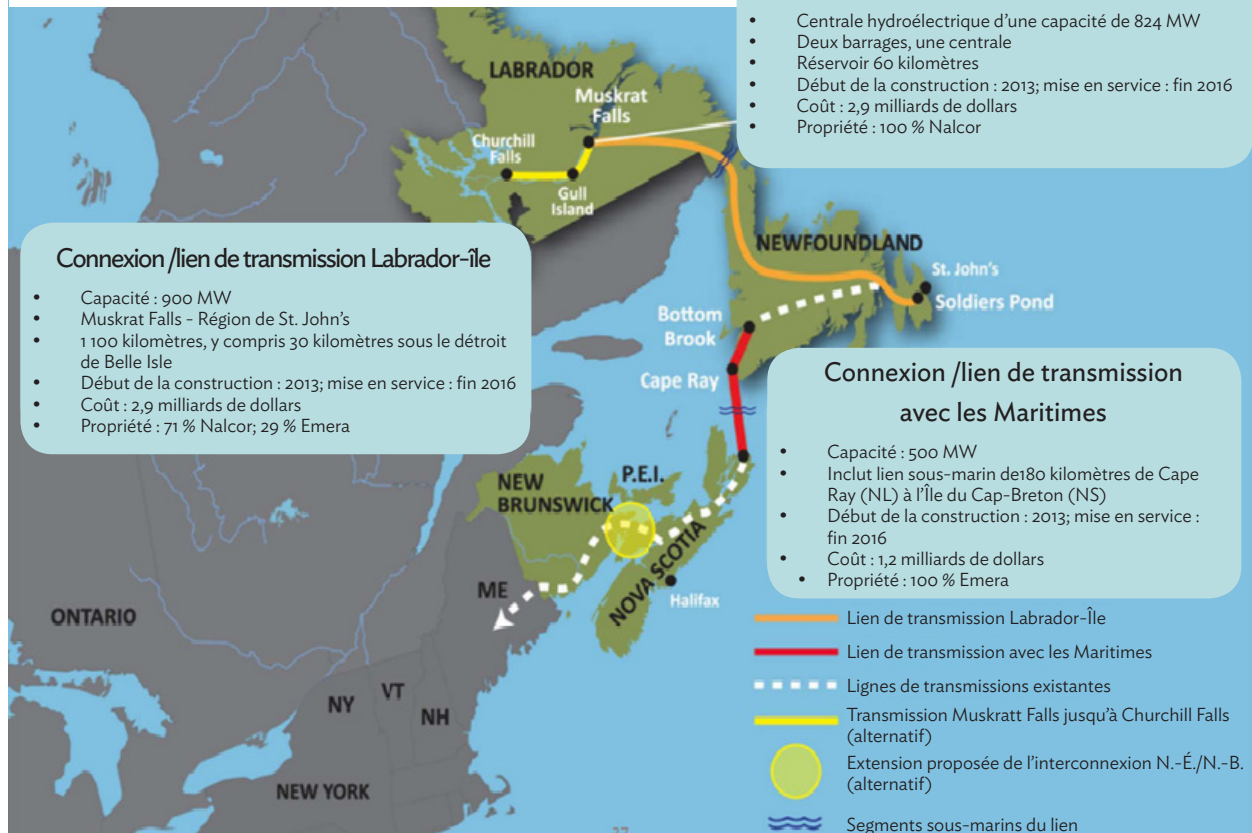 • Centrale hydroélectrique d'une capacité de 824 MW
• Deux barrages, une centrale
• Réservoir 60 kilomètres
• Début de la construction : 2013; mise en service : fin 2016
• Coût : 2,9 milliards de dollars
• Propriété : 100 % Nalcor
LABRADOR
Muskrat
Falls
Churchill
Falls
Gull
Island
Connexion /lien de transmission Labrador-île
• Capacité : 900 MW
• Muskrat Falls - Région de St. John's
• 1 100 kilomètres, y compris 30 kilomètres sous le détroit
de Belle Isle
• Début de la construction : 2013; mise en service : fin 2016
• Coût : 2,9 milliards de dollars
• Propriété : 71 % Nalcor; 29 % Emera
NEWFOUNDLAND
St. John's
Soldiers Pond
Bottom
Brook
Cape Ray
Connexion /lien de transmission
avec les Maritimes
• Capacité : 500 MW
• Inclut lien sous-marin de180 kilomètres de Cape
Ray (NL) à l'Île du Cap-Breton (NS)
• Début de la construction : 2013; mise en service :
fin 2016
• Coût : 1,2 milliards de dollars
• Propriété : 100 % Emera
P.E.I.
NEW
BRUNSWICK
NOVA SCOTIA
Halifax
ME
ONTARIO
NY
VT
NH
NEW YORK
Lien de transmission Labrador-Île
Lien de transmission avec les Maritimes
Lignes de transmissions existantes
Transmission Muskratt Falls jusqu'à Churchill Falls
(alternatif)
Extension proposée de l'interconnexion N.-É./N.-B.
(alternatif)
Segments sous-marins du lien